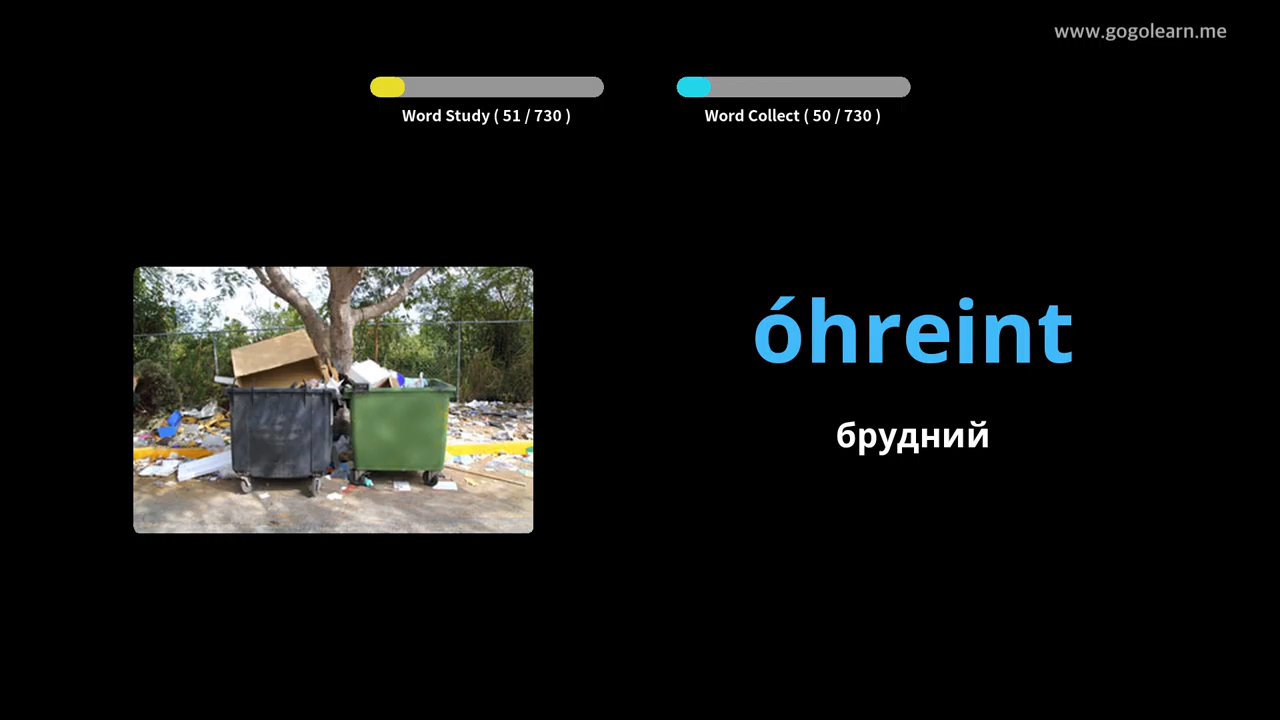 www.gogolearn.me
Word Study ( 51 / 730 )
Word Collect ( 50 / 730 )
óhreint
брудний